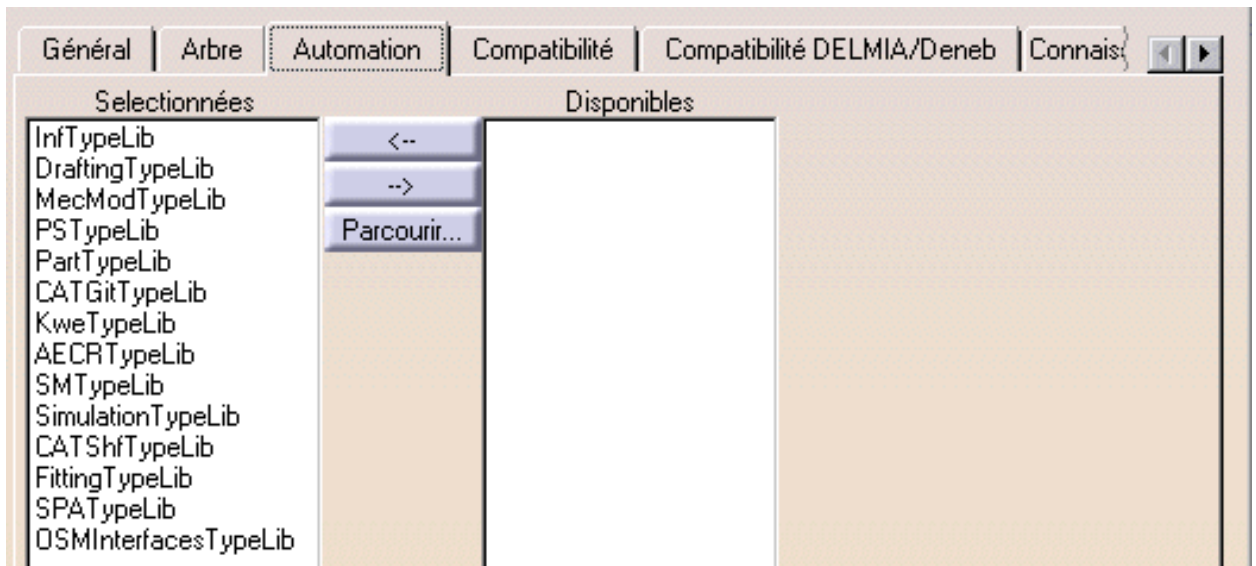 Général Arbre Automation Compatibilité Compatibilité DELMIA/Deneb Connais
Selectionnées Disponibles
InfTypeLib
DraftingTypeLib
MecModTypeLib
PSTypeLib
PartTypeLib
CATGitTypeLib
KweTypeLib
AECRTypeLib
SMTypeLib
SimulationTypeLib
CATShfTypeLib
FittingTypeLib
SPATypeLib
OSMInterfacesTypeLib
<--
-->
Parcourir...